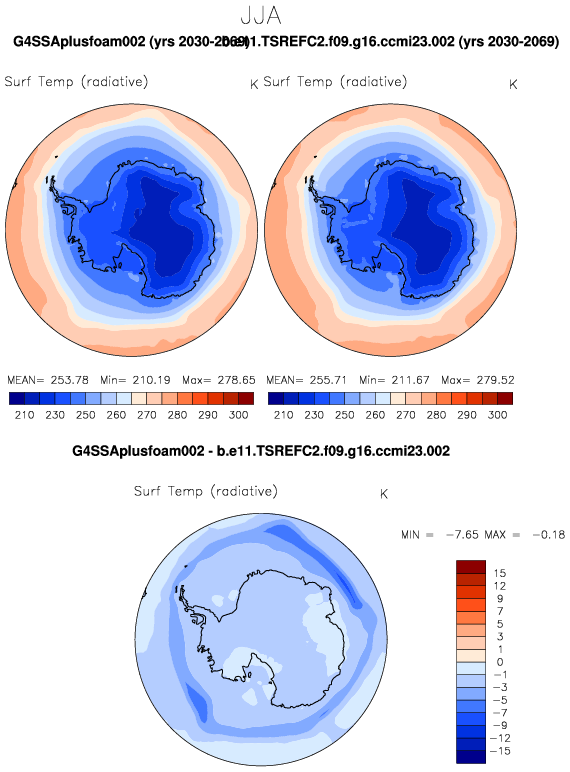 JJA
G4SSAplusfoam002 (yrs 2030-2069) b.e11.TSREFC2.f09.g16.ccmi23.002 (yrs 2030-2069)
Surf Temp (radiative) K Surf Temp (radiative) K
MEAN= 253.78 Min= 210.19 Max= 278.65 MEAN= 255.71 Min= 211.67 Max= 279.52
210 230 250 260 270 280 290 300 210 230 250 260 270 280 290 300
G4SSAplusfoam002 - b.e11.TSREFC2.f09.g16.ccmi23.002
Surf Temp (radiative) K
MIN = -7.65 MAX = -0.18
15
12
9
7
5
3
1
0
-1
-3
-5
-7
-9
-12
-15